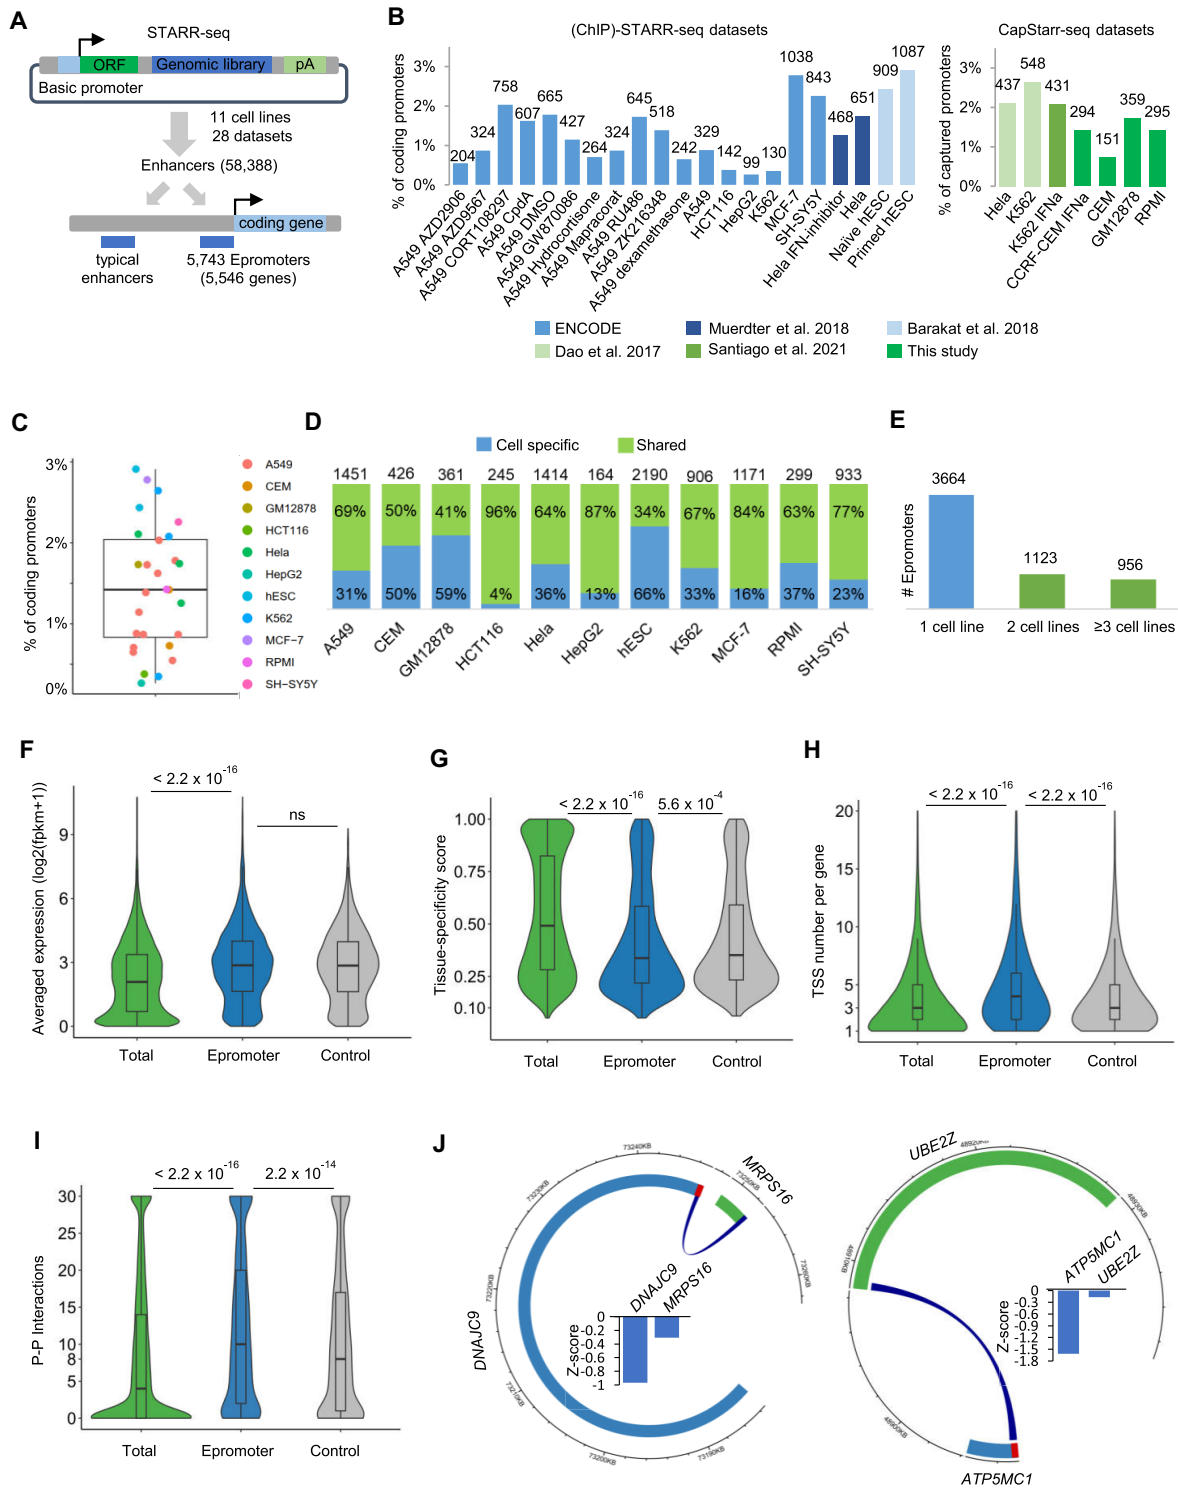 A
STARR-seq
ORF
Genomic library
pA
Basic promoter
11 cell lines
28 datasets
Enhancers (58,388)
coding gene
typical
enhancers
5,743 Epromoters
(5,546 genes)
B
(ChIP)-STARR-seq datasets
% of coding promoters
3%
2%
1%
0%
204
324
758
607
665
427
264
324
645
518
242
329
142
99
130
1038
843
468
651
909
1087
A549 AZD2906
A549 AZD9567
A549 CORT108297
A549 CpdA
A549 DMSO
A549 GW870086
A549 Hydrocortisone
A549 Mapracorat
A549 RU486
A549 ZK216348
A549 dexamethasone
A549
HCT116
HepG2
K562
MCF-7
SH-SY5Y
Hela IFN-inhibitor
Hela
Naïve hESC
Primed hESC
CapStarr-seq datasets
% of captured promoters
3%
2%
1%
0%
437
548
431
294
151
359
295
Hela
K562
K562 IFNa
CCRF-CEM IFNa
CEM
GM12878
RPMI
ENCODE
Muerdter et al. 2018
Barakat et al. 2018
Dao et al. 2017
Santiago et al. 2021
This study
C
% of coding promoters
3%
2%
1%
0%
A549
CEM
GM12878
HCT116
Hela
HepG2
hESC
K562
MCF-7
RPMI
SH-SY5Y
D
Cell specific
Shared
1451 426 361 245 1414 164 2190 906 1171 299 933
69% 50% 41% 96% 64% 87% 34% 67% 84% 63% 77%
31% 50% 59% 4% 36% 13% 66% 33% 16% 37% 23%
A549
CEM
GM12878
HCT116
Hela
HepG2
hESC
K562
MCF-7
RPMI
SH-SY5Y
E
# Epromoters
3664
1123
956
1 cell line
2 cell lines
≥3 cell lines
F
Averaged expression (log2(fpkm+1))
< 2.2 x 10-16
ns
9
6
3
0
Total
Epromoter
Control
G
Tissue-specificity score
< 2.2 x 10-16
5.6 x 10-4
1.00
0.75
0.50
0.25
0.10
Total
Epromoter
Control
H
TSS number per gene
< 2.2 x 10-16
< 2.2 x 10-16
20
15
10
5
3
1
Total
Epromoter
Control
I
P-P Interactions
< 2.2 x 10-16
2.2 x 10-14
30
25
20
15
10
8
5
0
Total
Epromoter
Control
J
73240KB
73250KB
73260KB
73230KB
73220KB
73210KB
73200KB
73190KB
MRPS16
DNAJC9
DNAJC9
MRPS16
Z-score
0
-0.2
-0.4
-0.6
-0.8
-1
UBE2Z
48930KB
48910KB
48900KB
ATP5MC1
ATP5MC1
UBE2Z
Z-score
0
-0.3
-0.6
-0.9
-1.2
-1.5
-1.8